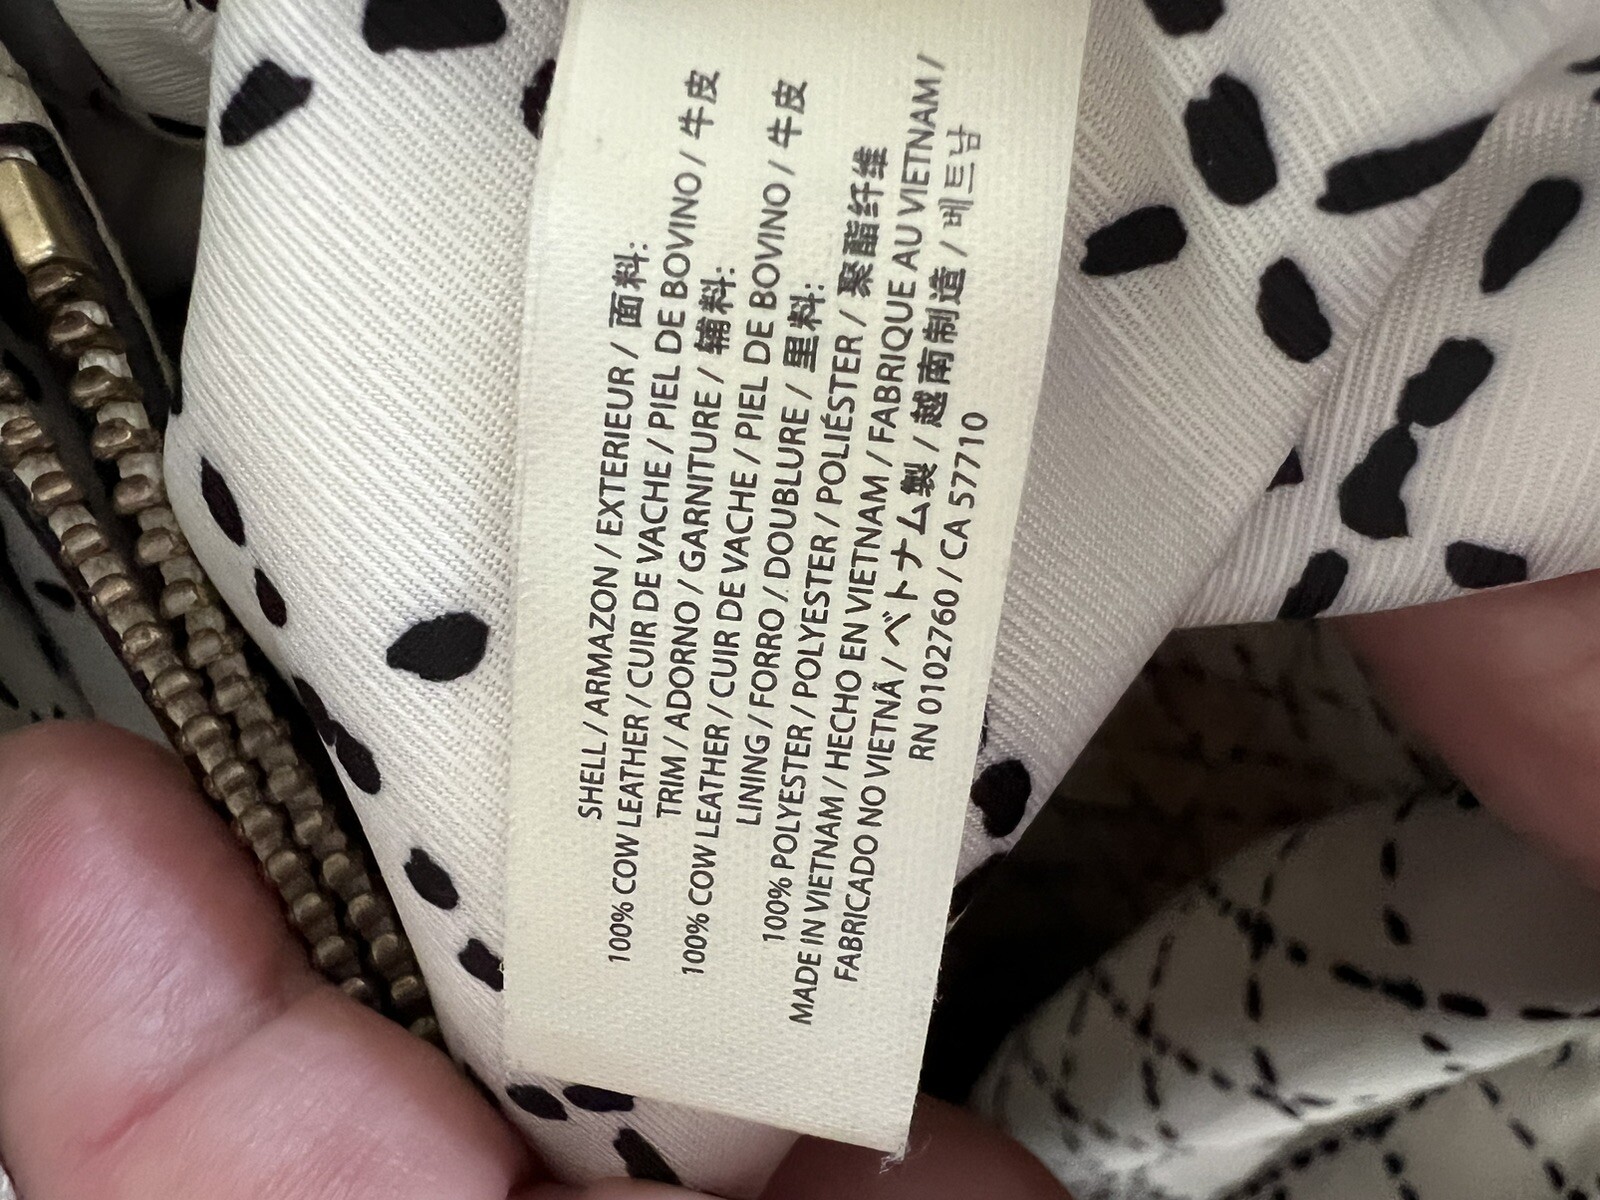 SHELL / ARMAZON / EXTERIEUR / 面料:
100% COW LEATHER / CUIR DE VACHE / PIEL DE BOVINO / 牛皮
TRIM / ADORNO / GARNITURE / 辅料:
100% COW LEATHER / CUIR DE VACHE / PIEL DE BOVINO / 牛皮
LINING / FORRO / DOUBLURE / 里料:
100% POLYESTER / POLYESTER / POLIÉSTER / 聚酯纤维
MADE IN VIETNAM / HECHO EN VIETNAM / FABRIQUE AU VIETNAM /
FABRICADO NO VIETNÃ / ベトナム製 / 越南制造 / 베트남
RN 0102760 / CA 57710